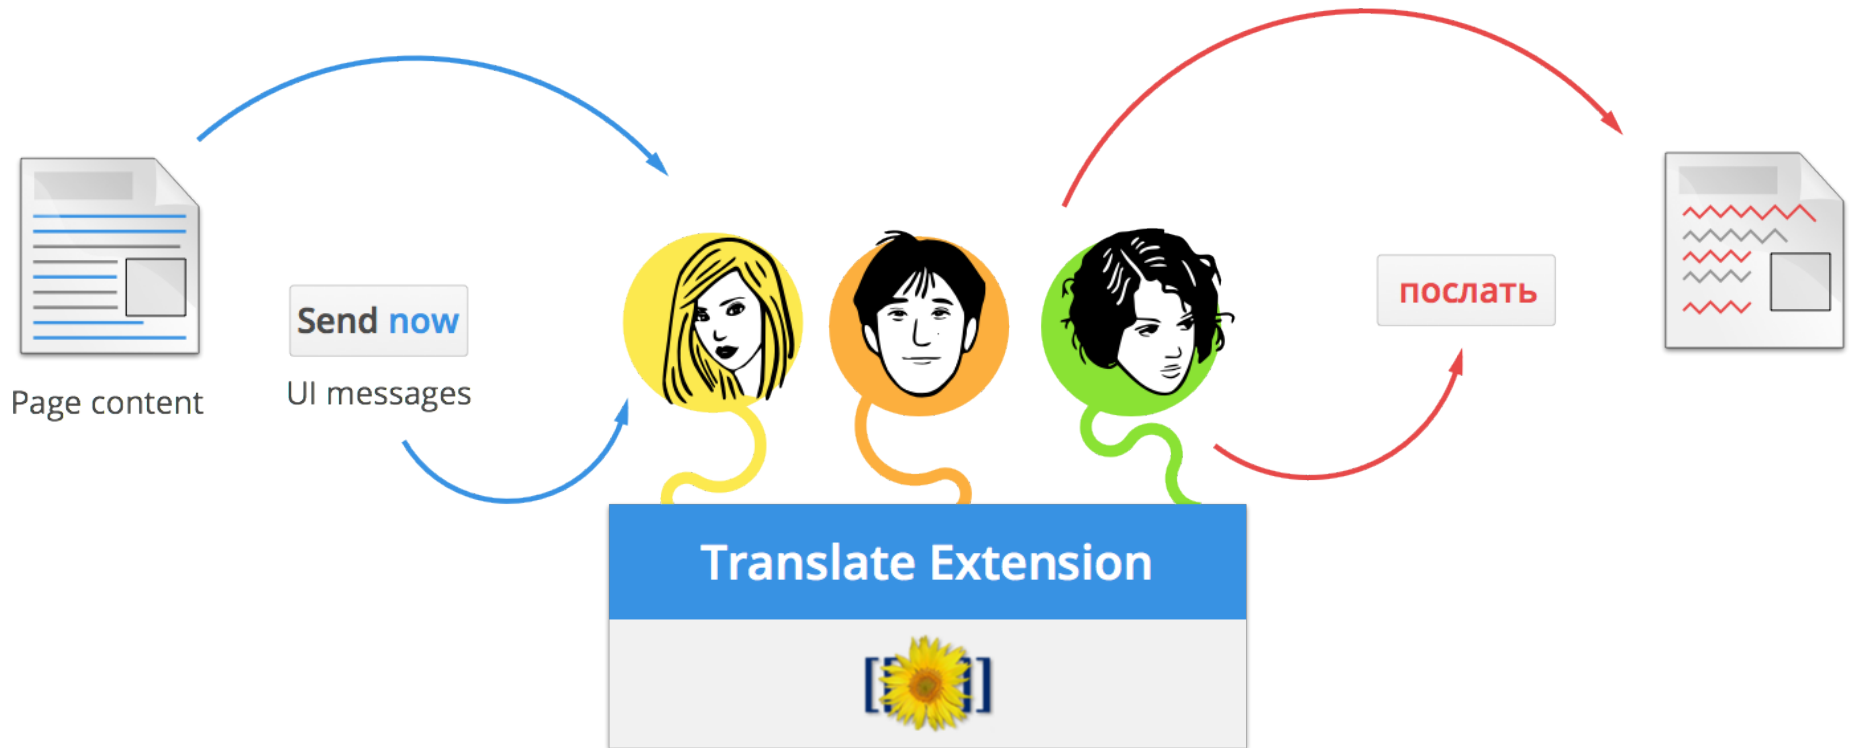 Page content
Send now
UI messages
послать
Translate Extension
[[ ]]